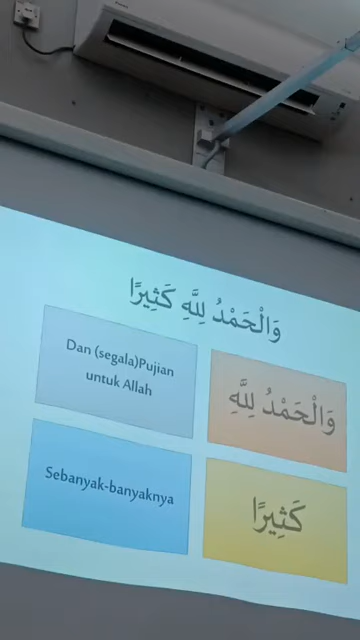 وَالْحَمْدُ لِلَّهِ كَثِيرًا
Dan (segala)Pujian
untuk Allah
وَالْحَمْدُ لِلَّهِ
Sebanyak-banyaknya
كَثِيرًا